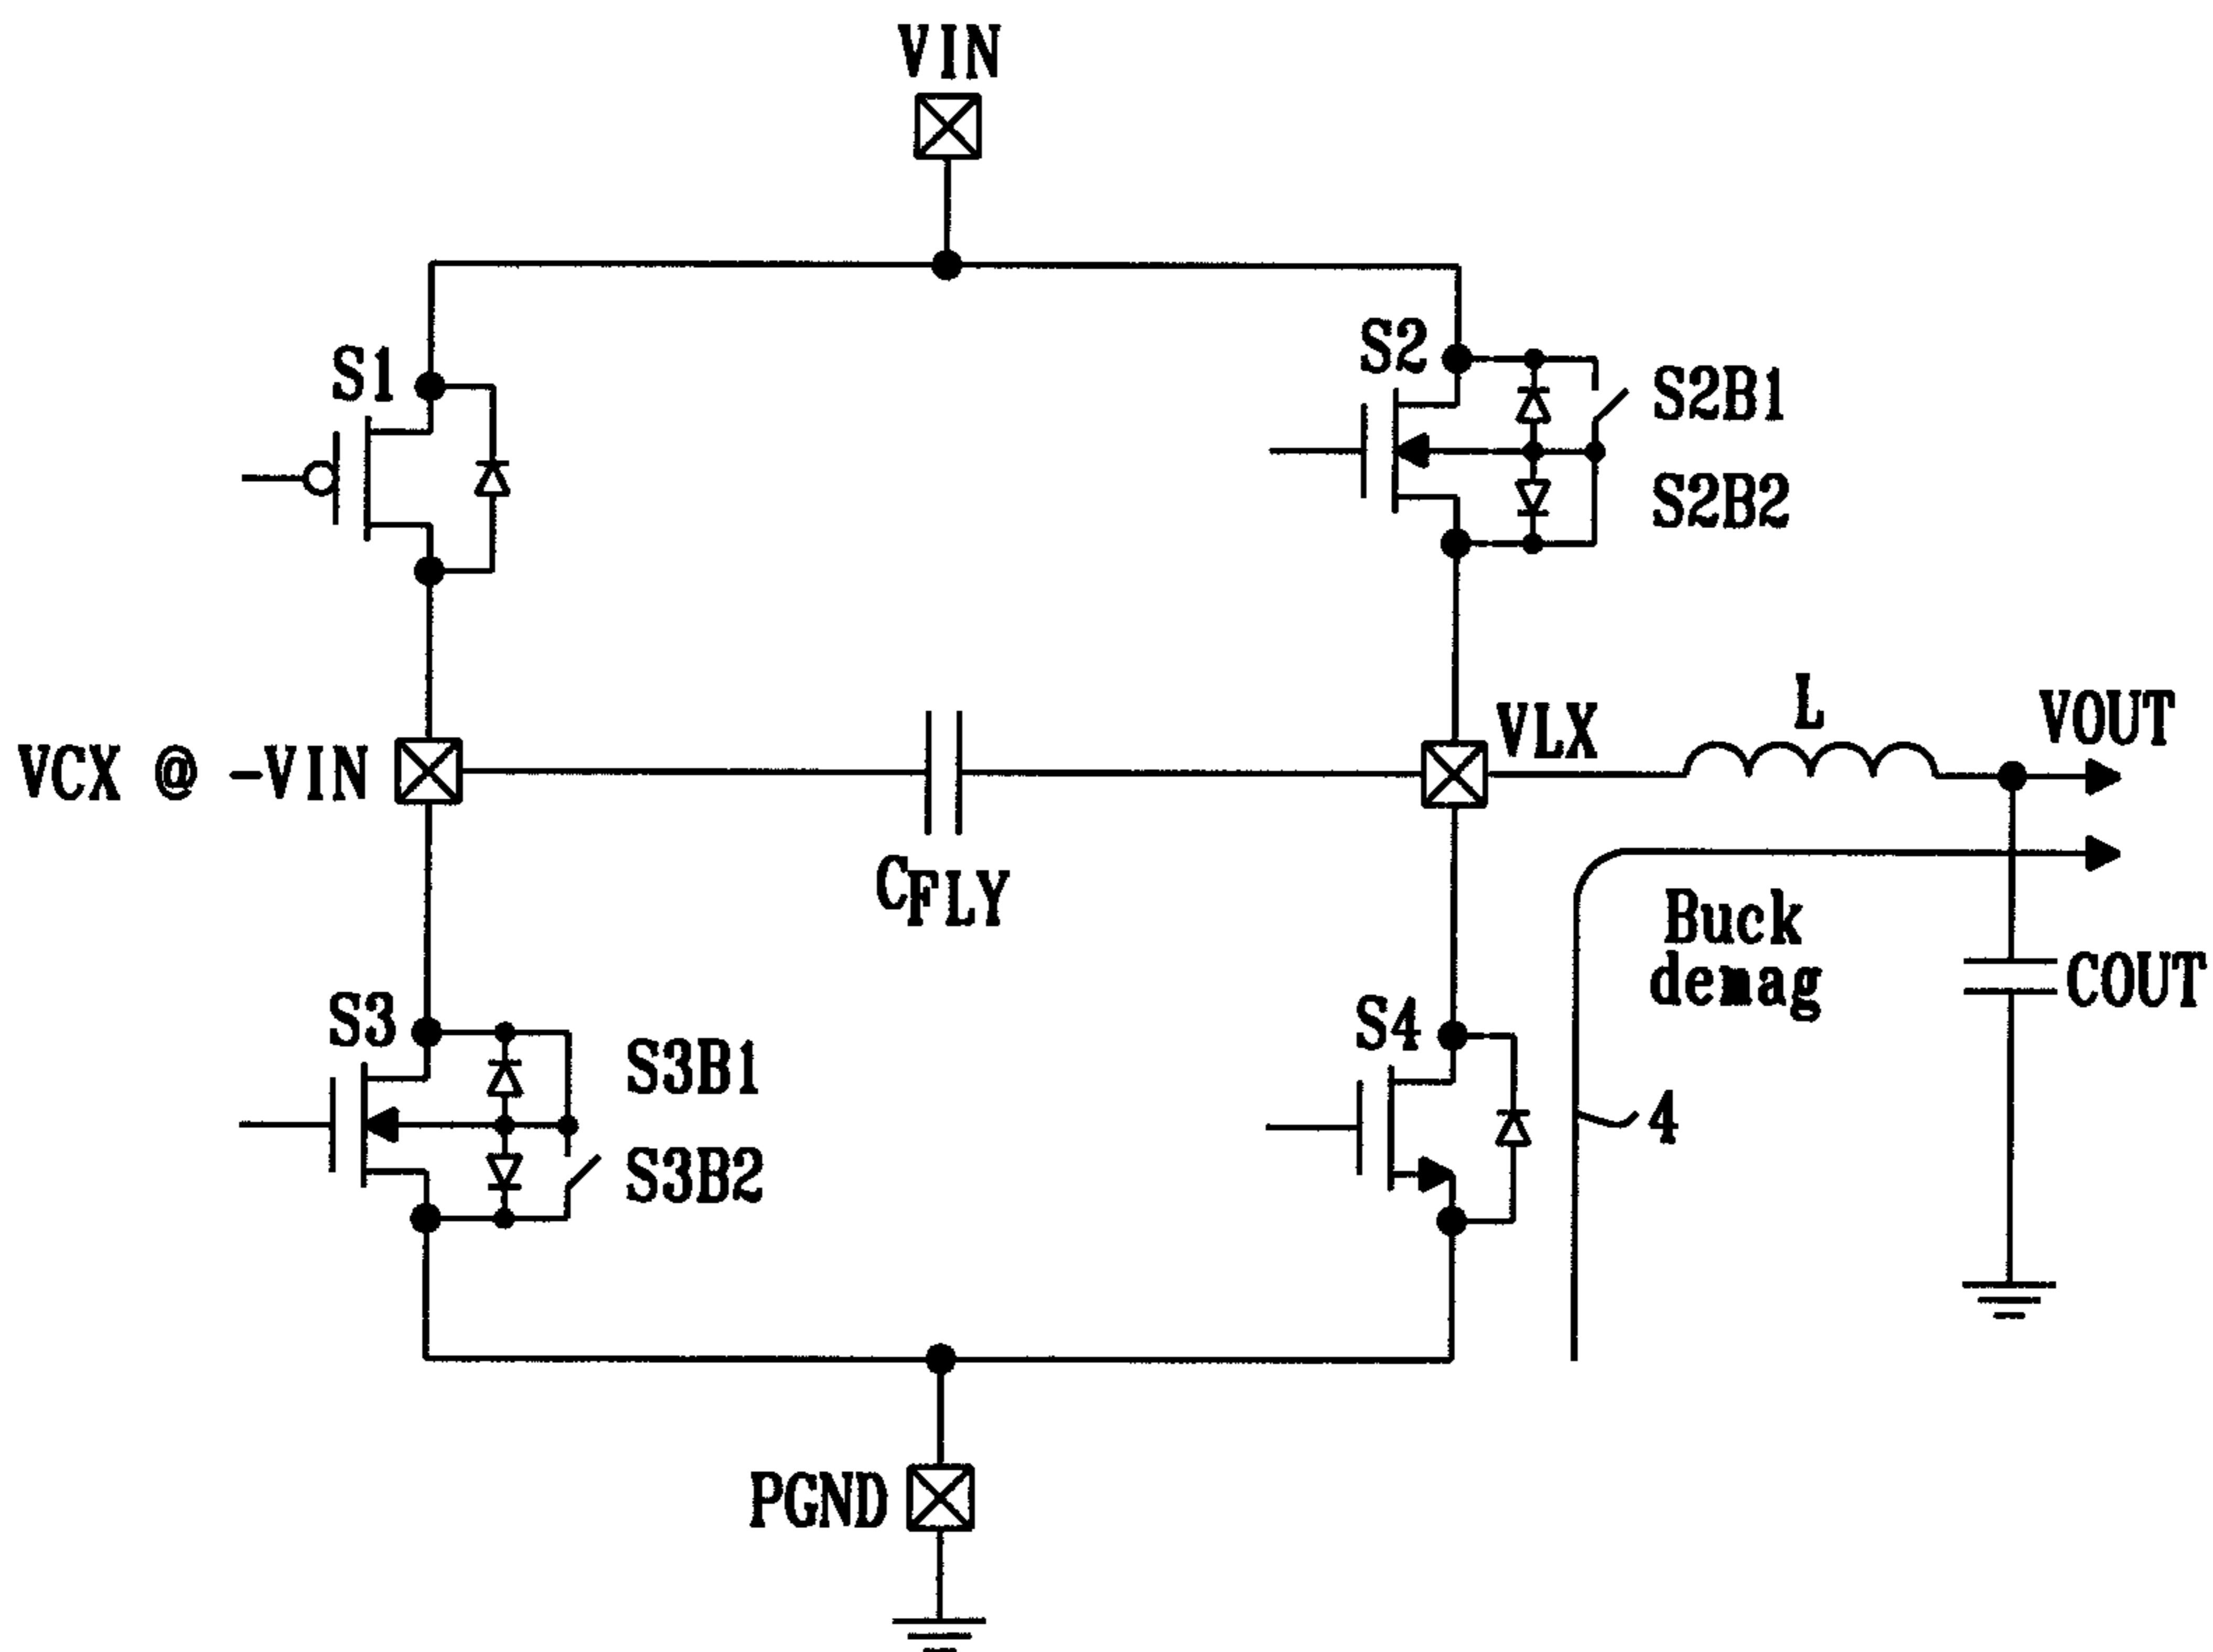 VIN
S1
S2
S2B1
S2B2
VCX @ -VIN
CFLY
VLX
L
VOUT
Buck
demag
COUT
S3
S3B1
S3B2
S4
4
PGND